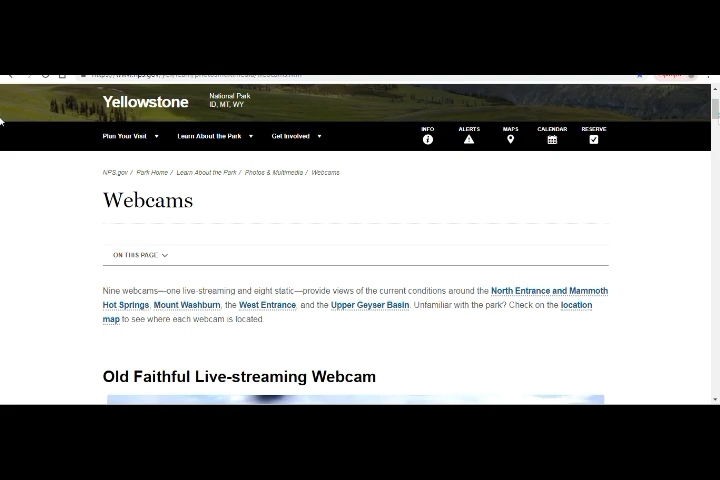 Yellowstone
National Park
ID, MT, WY
Plan Your Visit
Learn About the Park
Get Involved
INFO
ALERTS
MAPS
CALENDAR
RESERVE
NPS.gov / Park Home / Learn About the Park / Photos & Multimedia / Webcams
Webcams
ON THIS PAGE
Nine webcams—one live-streaming and eight static—provide views of the current conditions around the North Entrance and Mammoth
Hot Springs, Mount Washburn, the West Entrance, and the Upper Geyser Basin. Unfamiliar with the park? Check on the location
map to see where each webcam is located.
Old Faithful Live-streaming Webcam